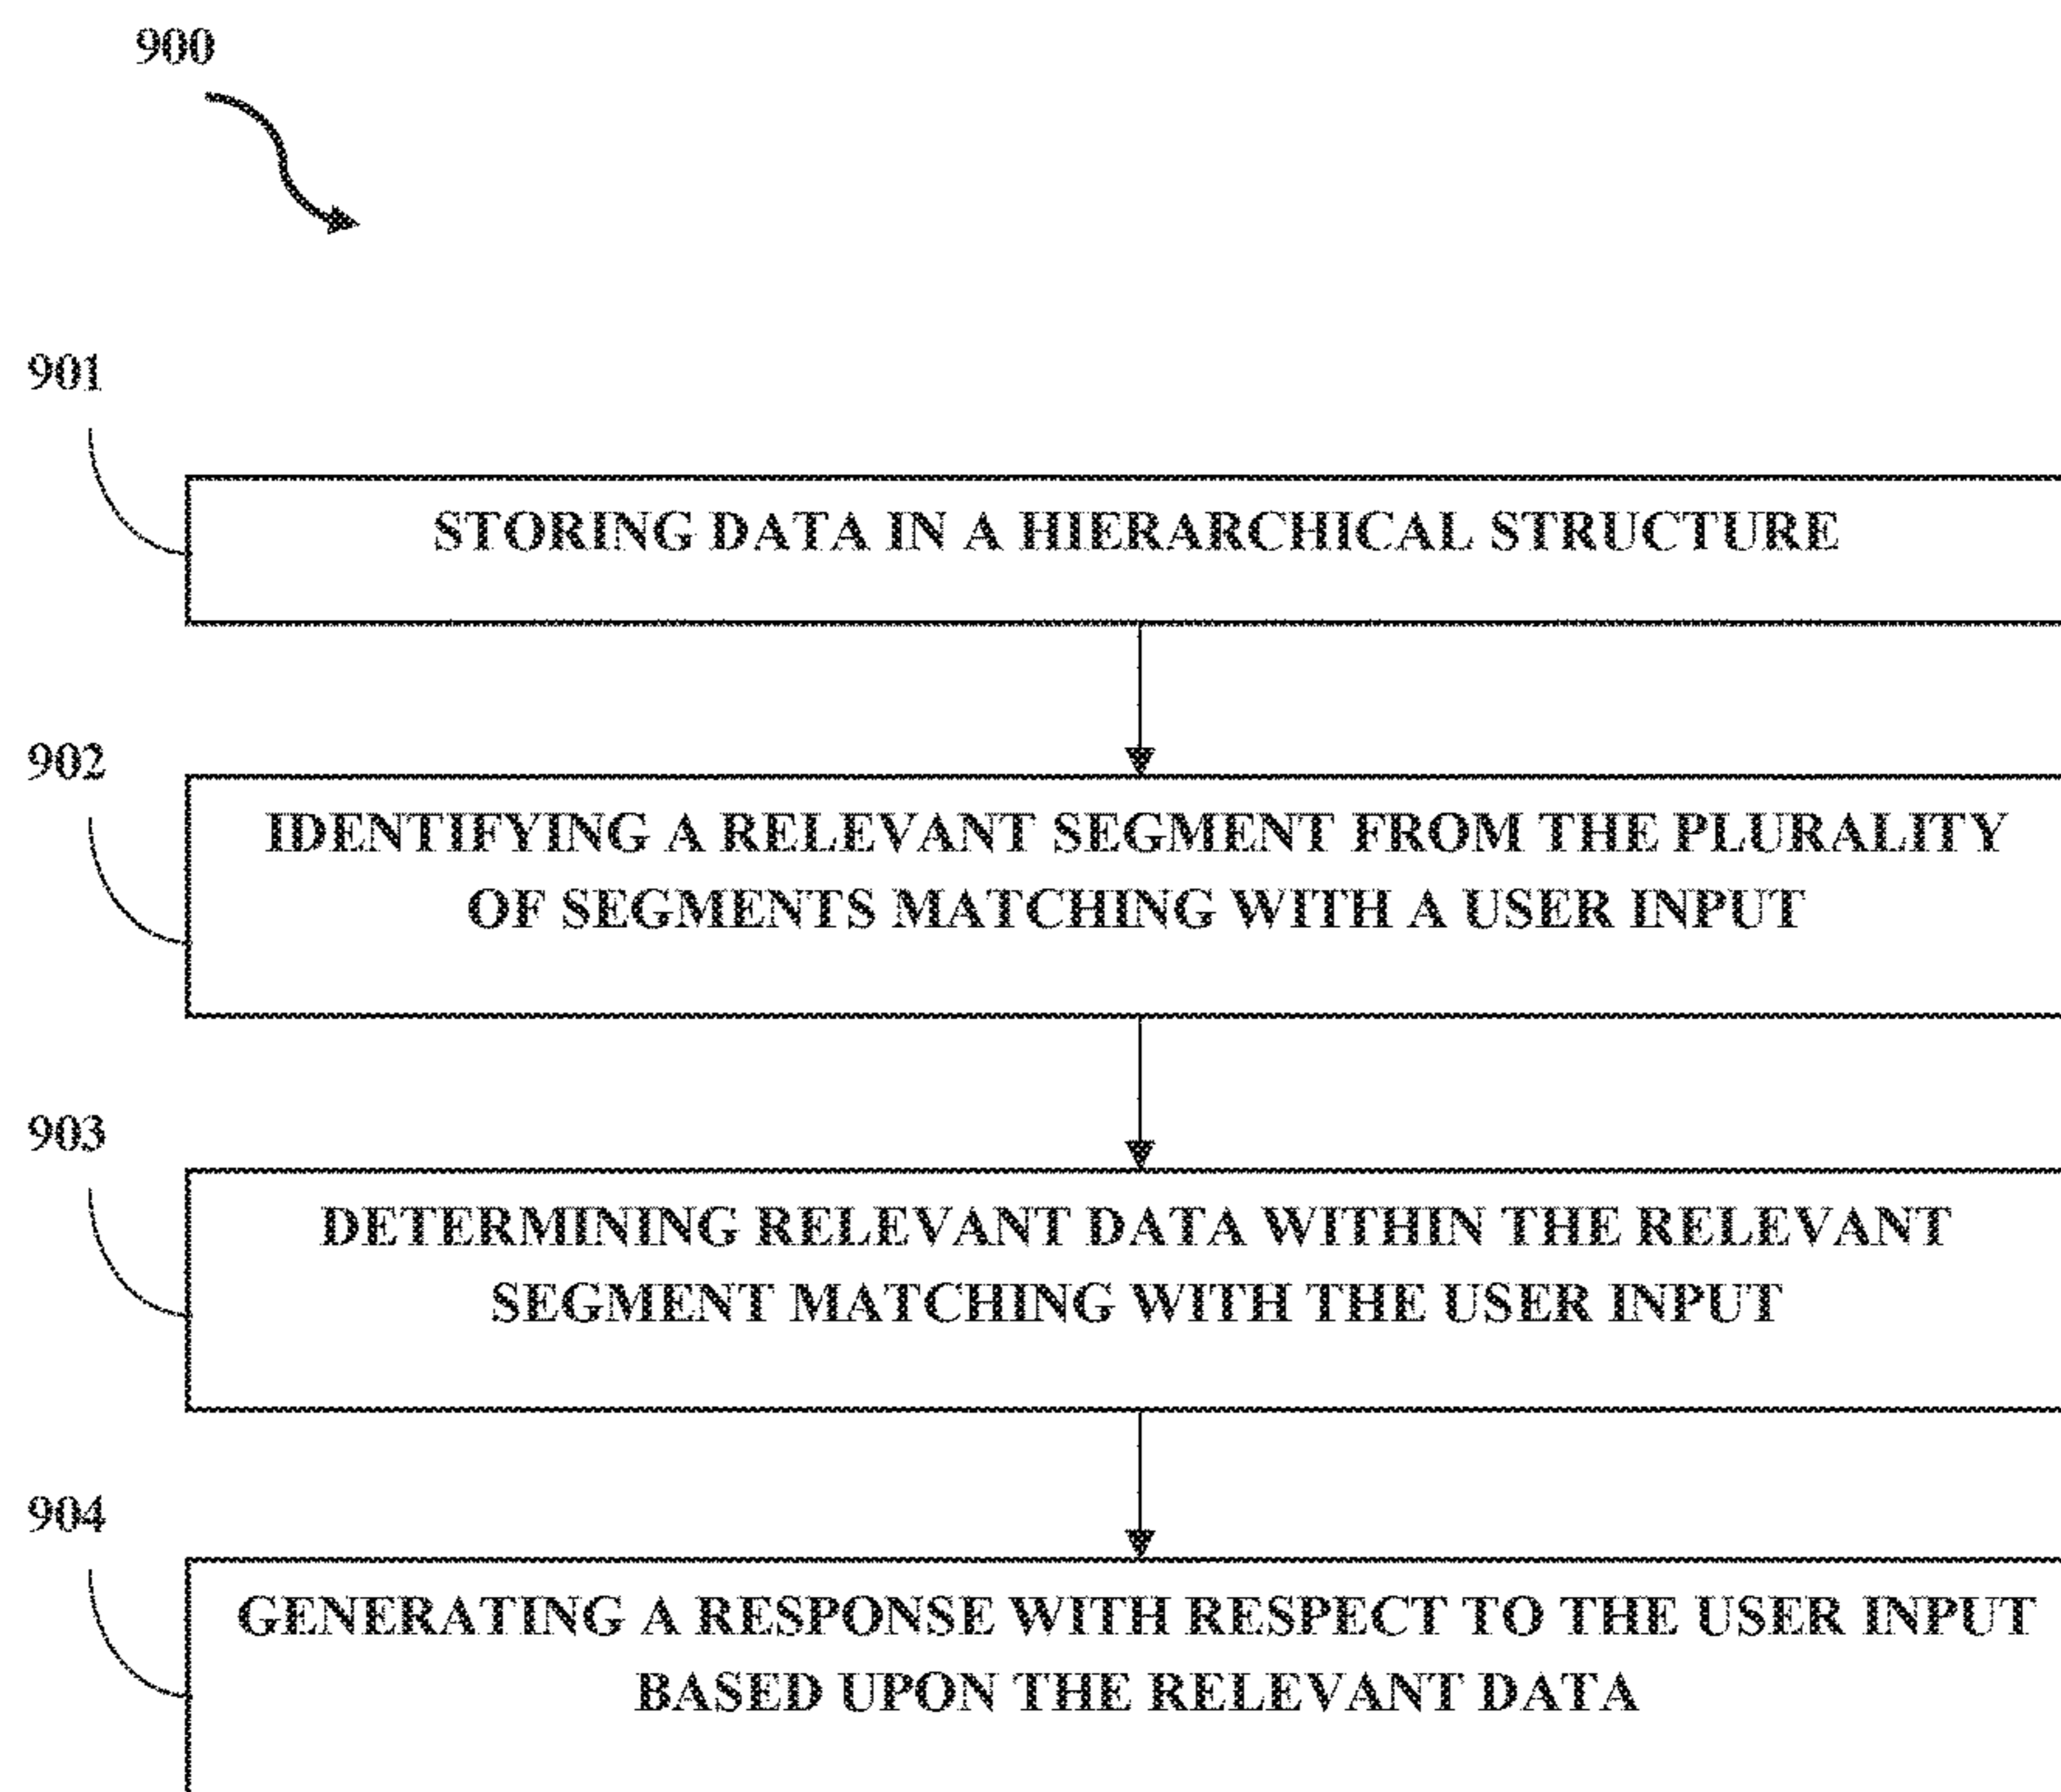 900
901
STORING DATA IN A HIERARCHICAL STRUCTURE
902
IDENTIFYING A RELEVANT SEGMENT FROM THE PLURALITY
OF SEGMENTS MATCHING WITH A USER INPUT
903
DETERMINING RELEVANT DATA WITHIN THE RELEVANT
SEGMENT MATCHING WITH THE USER INPUT
904
GENERATING A RESPONSE WITH RESPECT TO THE USER INPUT
BASED UPON THE RELEVANT DATA